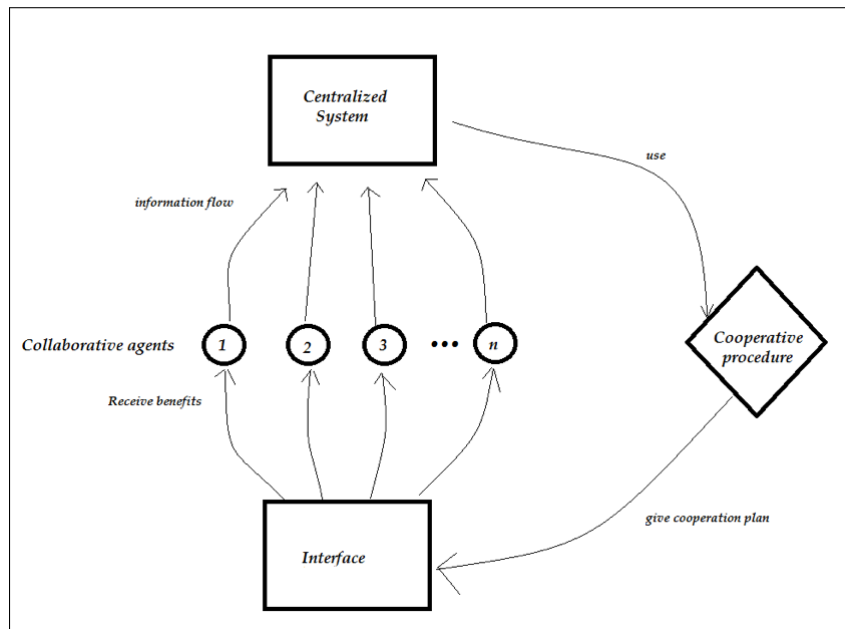 Centralized
System
use
information flow
Collaborative agents
1
2
3
•••
n
Cooperative
procedure
Receive benefits
give cooperation plan
Interface